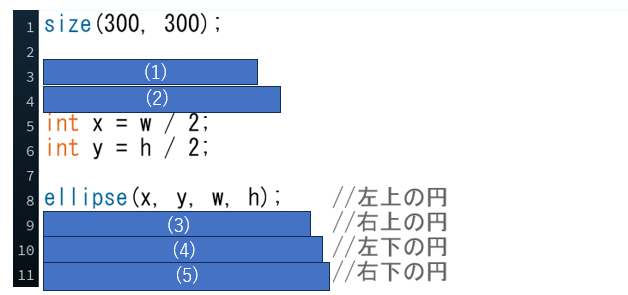 1 size(300, 300);
2
3 (1)
4 (2)
5 int x = w / 2;
6 int y = h / 2;
7
8 ellipse(x, y, w, h); //左上の円
9 (3) //右上の円
10 (4) //左下の円
11 (5) //右下の円